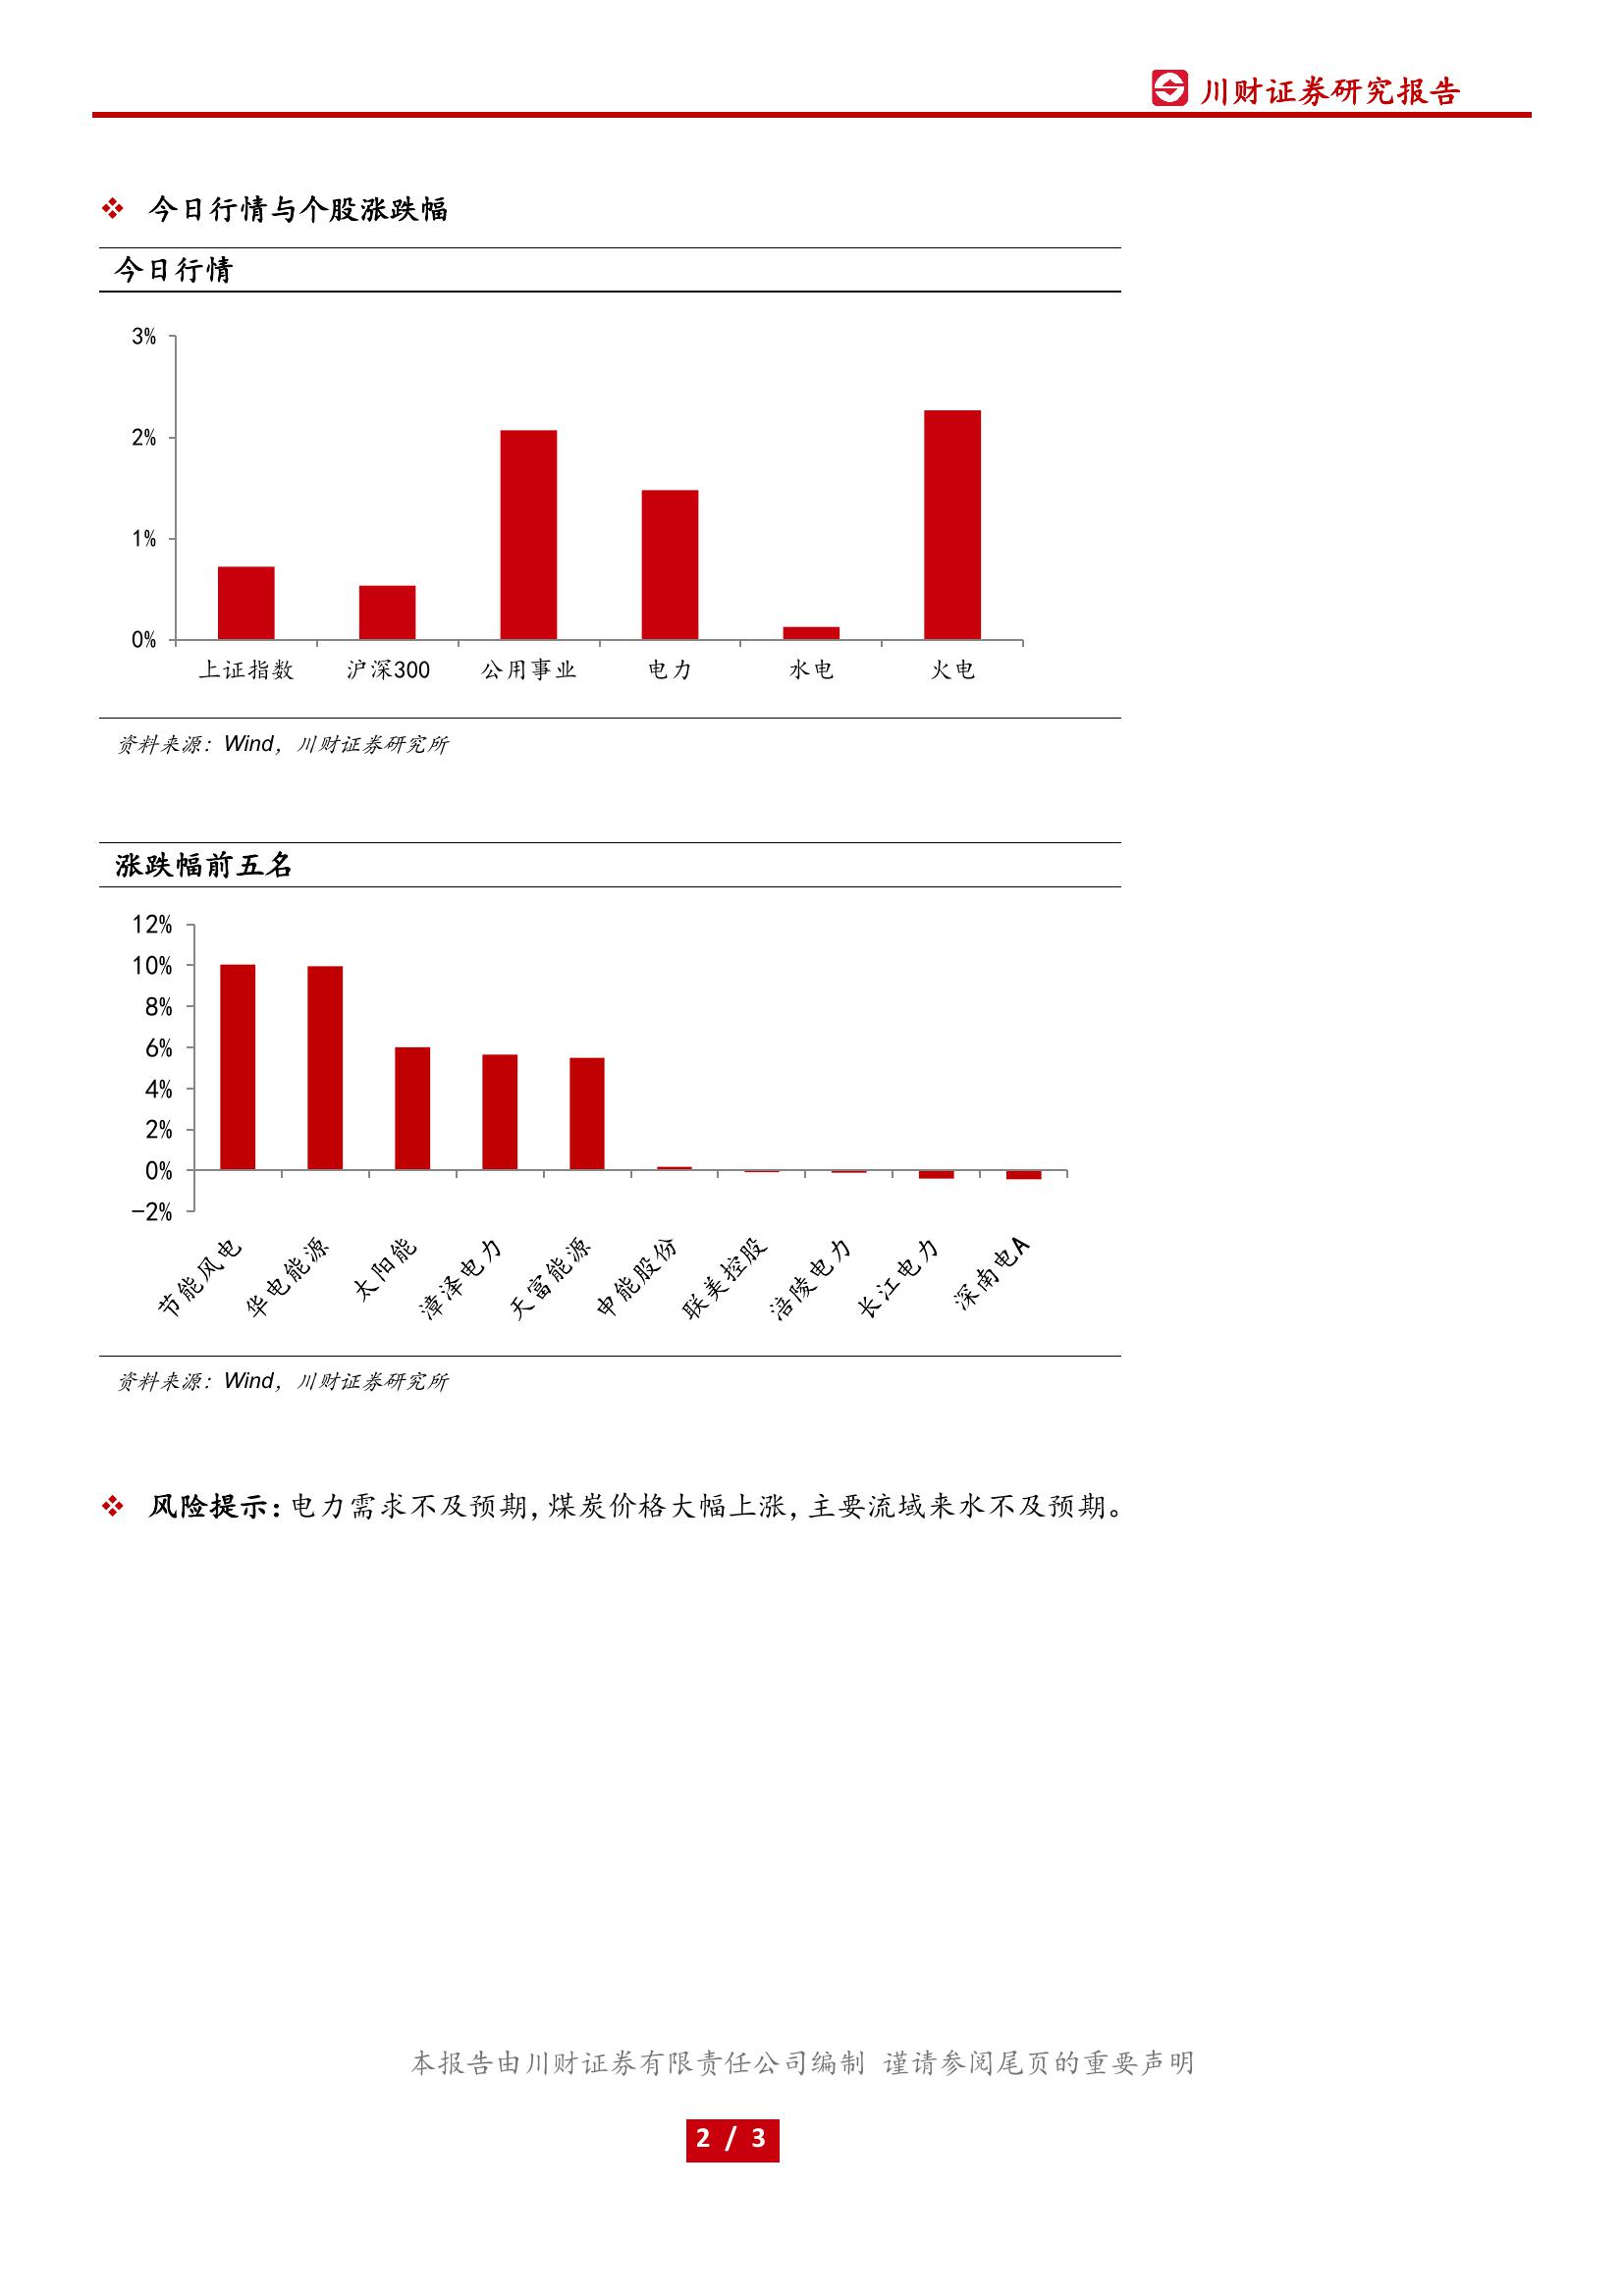 川财证券研究报告
今日行情与个股涨跌幅
今日行情
3%
2%
1%
0%
上证指数 沪深300 公用事业 电力 水电 火电
资料来源：Wind，川财证券研究所
涨跌幅前五名
12%
10%
8%
6%
4%
2%
0%
-2%
节能风电 华电能源 太阳能 漳泽电力 天富能源 申能股份 联美控股 涪陵电力 长江电力 深南电A
资料来源：Wind，川财证券研究所
风险提示：电力需求不及预期，煤炭价格大幅上涨，主要流域来水不及预期。
本报告由川财证券有限责任公司编制 谨请参阅尾页的重要声明
2 / 3